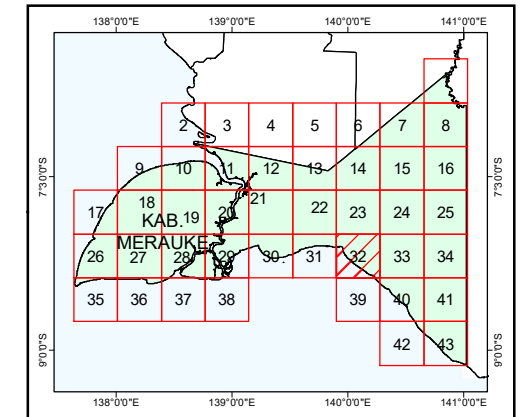 138°0'0"E 139°0'0"E 140°0'0"E 141°0'0"E
2 3 4 5 6 7 8
9 10 11 12 13 14 15 16
7°30'0"S 7°30'0"S
17 18 19 20 21 22 23 24 25
KAB.
MERAUKE
26 27 28 29 30 31 32 33 34
35 36 37 38 39 40 41
42 43
9°0'0"S 9°0'0"S
138°0'0"E 139°0'0"E 140°0'0"E 141°0'0"E